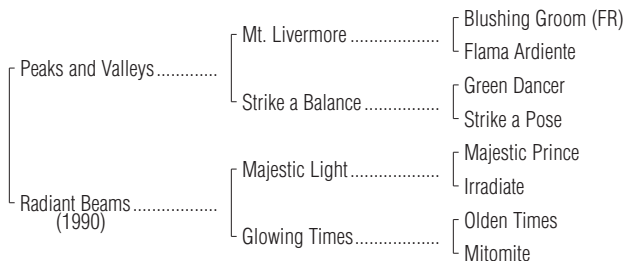 Blushing Groom (FR)
Mt. Livermore ..................
Flama Ardiente
Peaks and Valleys .............
Green Dancer
Strike a Balance .................
Strike a Pose
Majestic Prince
Majestic Light ...................
Irradiate
Radiant Beams ..................
(1990)
Olden Times
Glowing Times ...................
Mitomite